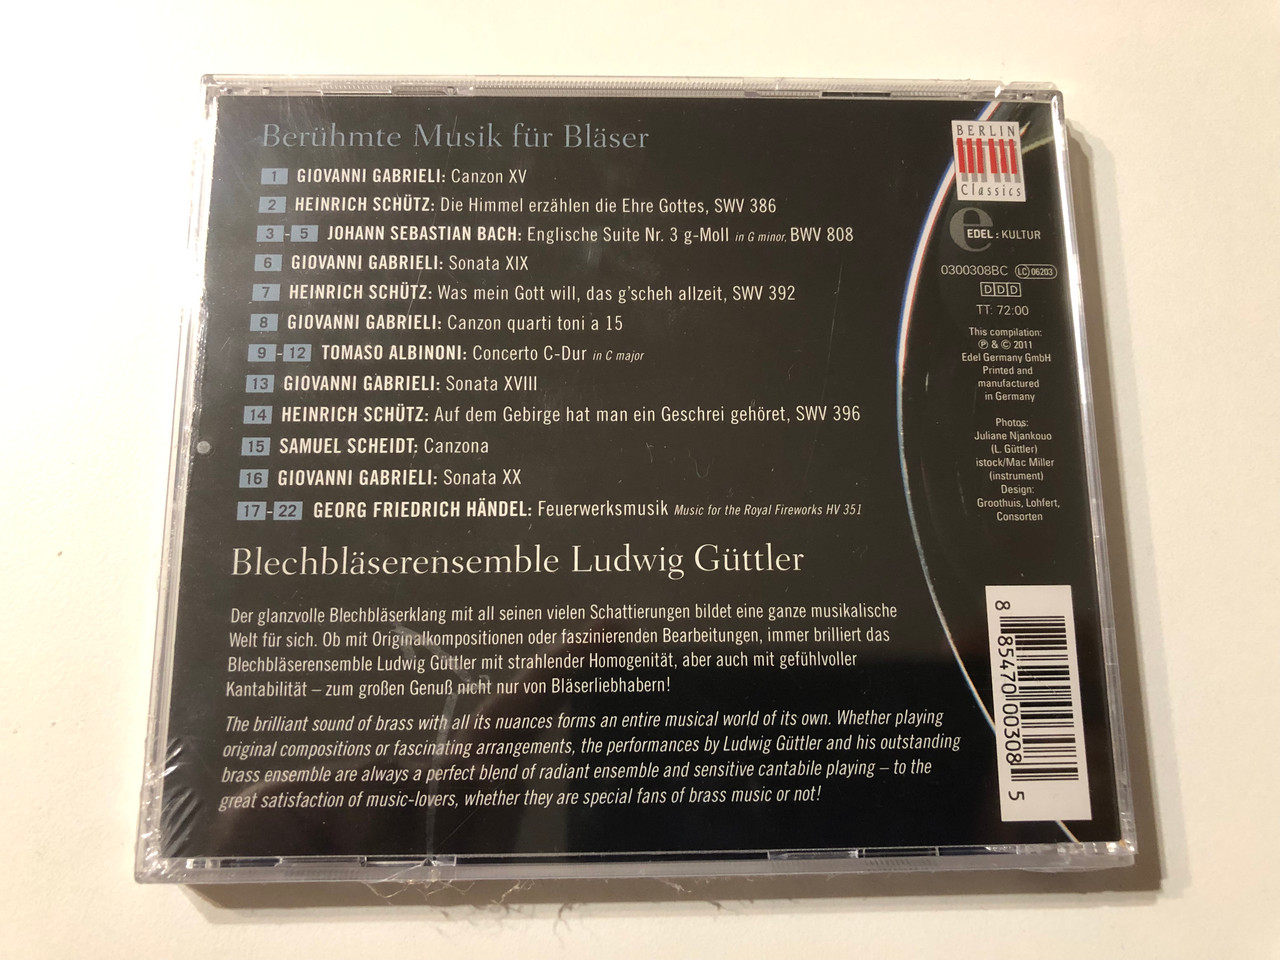 Berühmte Musik für Bläser
1 GIOVANNI GABRIELI: Canzon XV
2 HEINRICH SCHÜTZ: Die Himmel erzählen die Ehre Gottes, SWV 386
3 - 5 JOHANN SEBASTIAN BACH: Englische Suite Nr. 3 g-Moll in G minor, BWV 808
6 GIOVANNI GABRIELI: Sonata XIX
7 HEINRICH SCHÜTZ: Was mein Gott will, das g'scheh allzeit, SWV 392
8 GIOVANNI GABRIELI: Canzon quarti toni a 15
9 - 12 TOMASO ALBINONI: Concerto C-Dur in C major
13 GIOVANNI GABRIELI: Sonata XVIII
14 HEINRICH SCHÜTZ: Auf dem Gebirge hat man ein Geschrei gehöret, SWV 396
15 SAMUEL SCHEIDT: Canzona
16 GIOVANNI GABRIELI: Sonata XX
17 - 22 GEORG FRIEDRICH HÄNDEL: Feuerwerksmusik Music for the Royal Fireworks HV 351
Blechbläserensemble Ludwig Güttler
Der glanzvolle Blechbläserklang mit all seinen vielen Schattierungen bildet eine ganze musikalische
Welt für sich. Ob mit Originalkompositionen oder faszinierenden Bearbeitungen, immer brilliert das
Blechbläserensemble Ludwig Güttler mit strahlender Homogenität, aber auch mit gefühlvoller
Kantabilität – zum großen Genuß nicht nur von Bläserliebhabern!
The brilliant sound of brass with all its nuances forms an entire musical world of its own. Whether playing
original compositions or fascinating arrangements, the performances by Ludwig Güttler and his outstanding
brass ensemble are always a perfect blend of radiant ensemble and sensitive cantabile playing – to the
great satisfaction of music-lovers, whether they are special fans of brass music or not!
BERLIN
Classics
e
EDEL : KULTUR
0300308BC LC 06203
DDD
TT: 72:00
This compilation:
℗ & © 2011
Edel Germany GmbH
Printed and
manufactured
in Germany
Photos:
Juliane Njankouo
(L. Güttler)
istock/Mac Miller
(instrument)
Design:
Groothuis, Lohfert,
Consorten
8 85470 00308 5